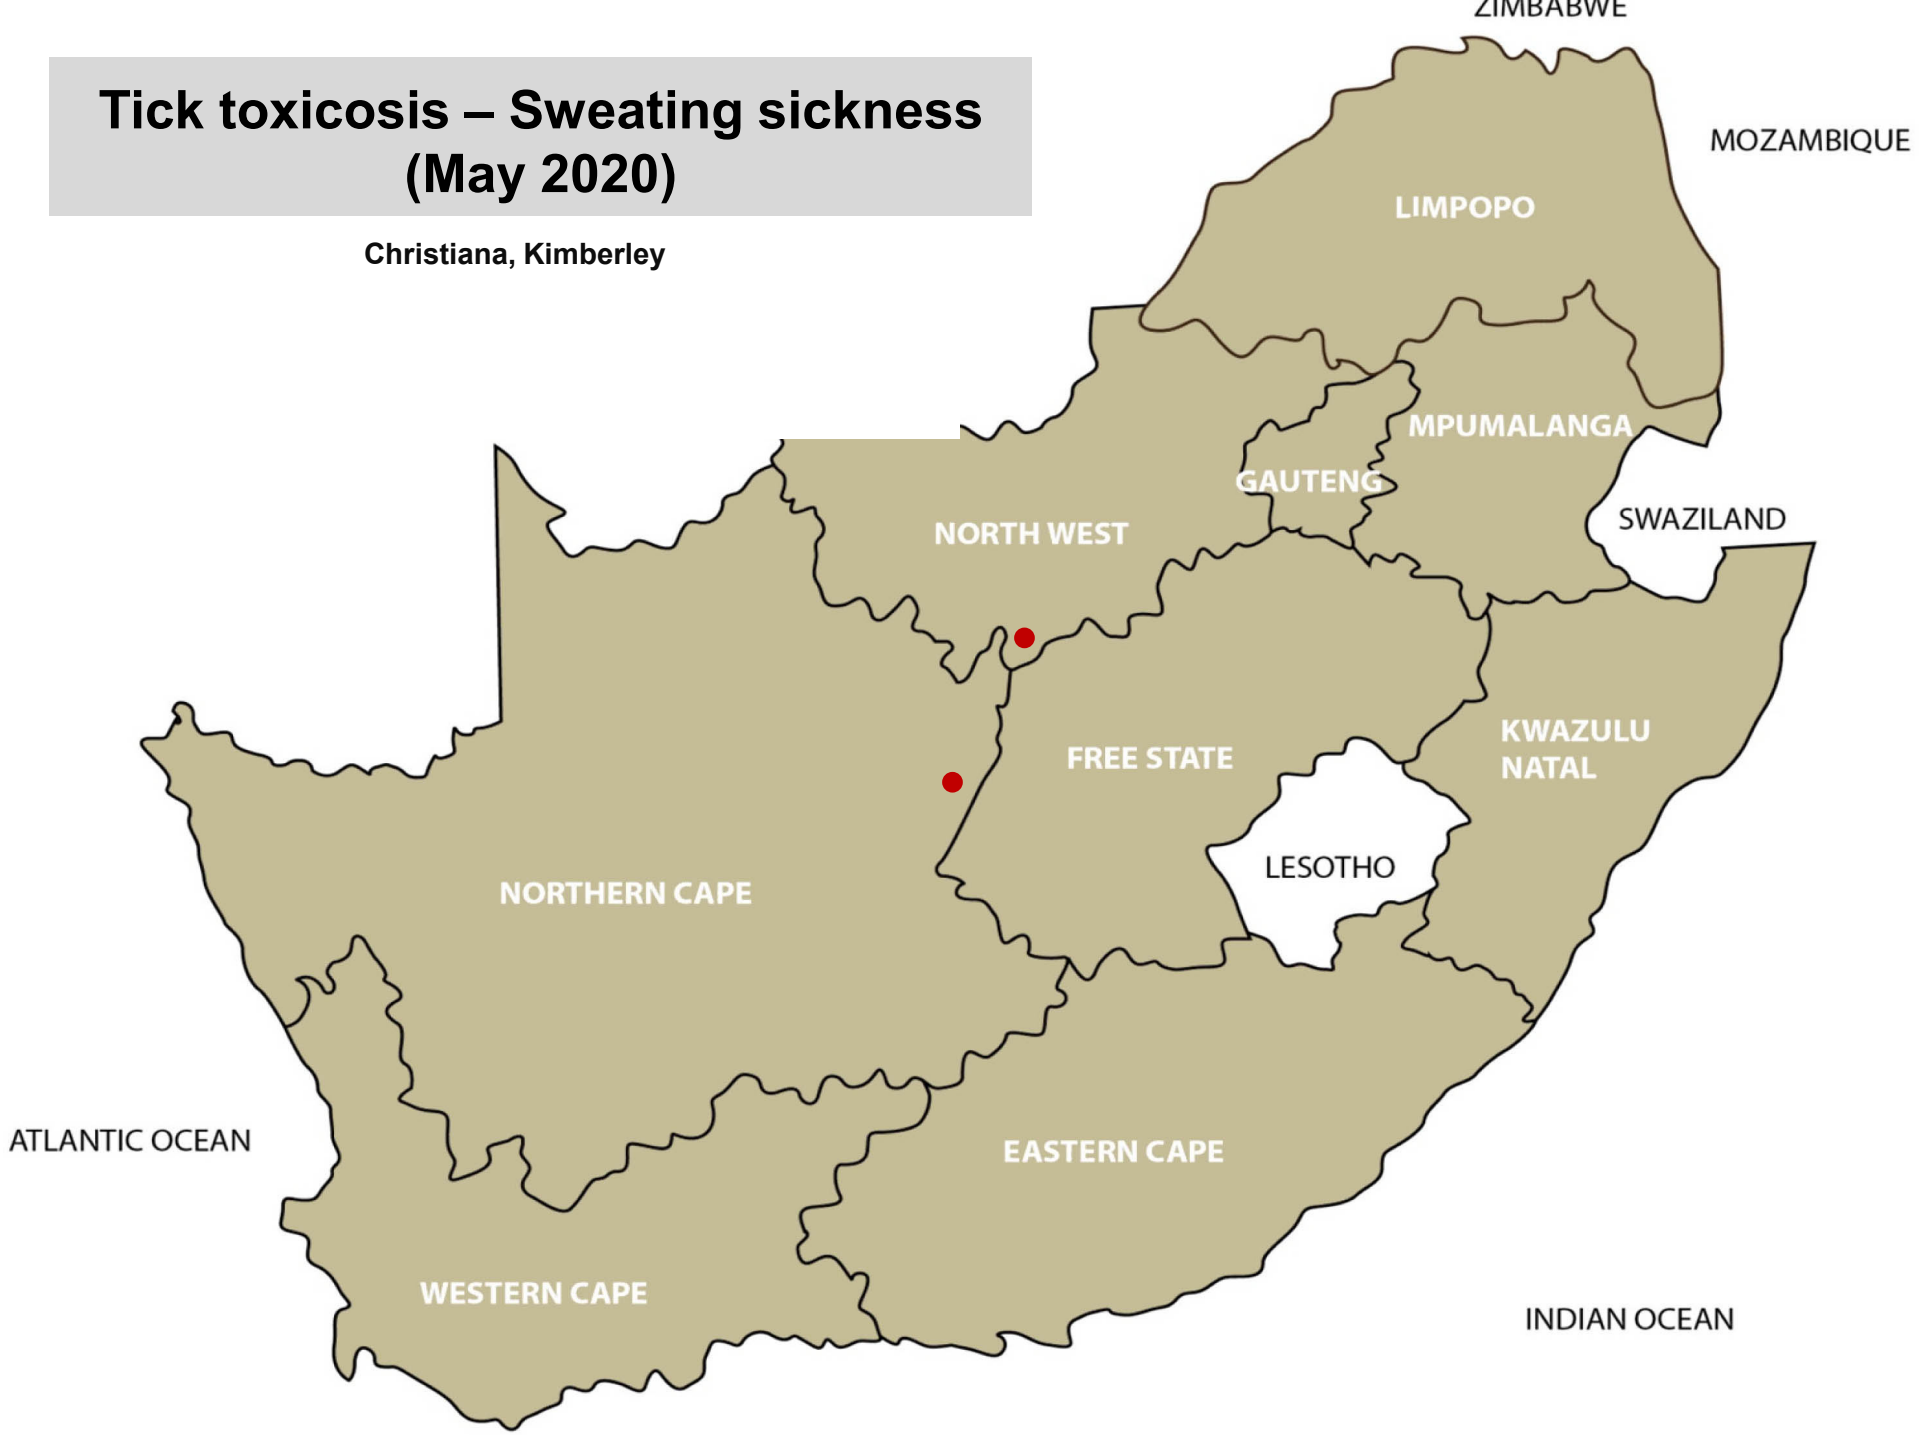 ZIMBABWE
Tick toxicosis – Sweating sickness
(May 2020)
MOZAMBIQUE
LIMPOPO
Christiana, Kimberley
MPUMALANGA
GAUTENG
NORTH WEST
SWAZILAND
KWAZULU
NATAL
FREE STATE
LESOTHO
NORTHERN CAPE
ATLANTIC OCEAN
EASTERN CAPE
WESTERN CAPE
INDIAN OCEAN